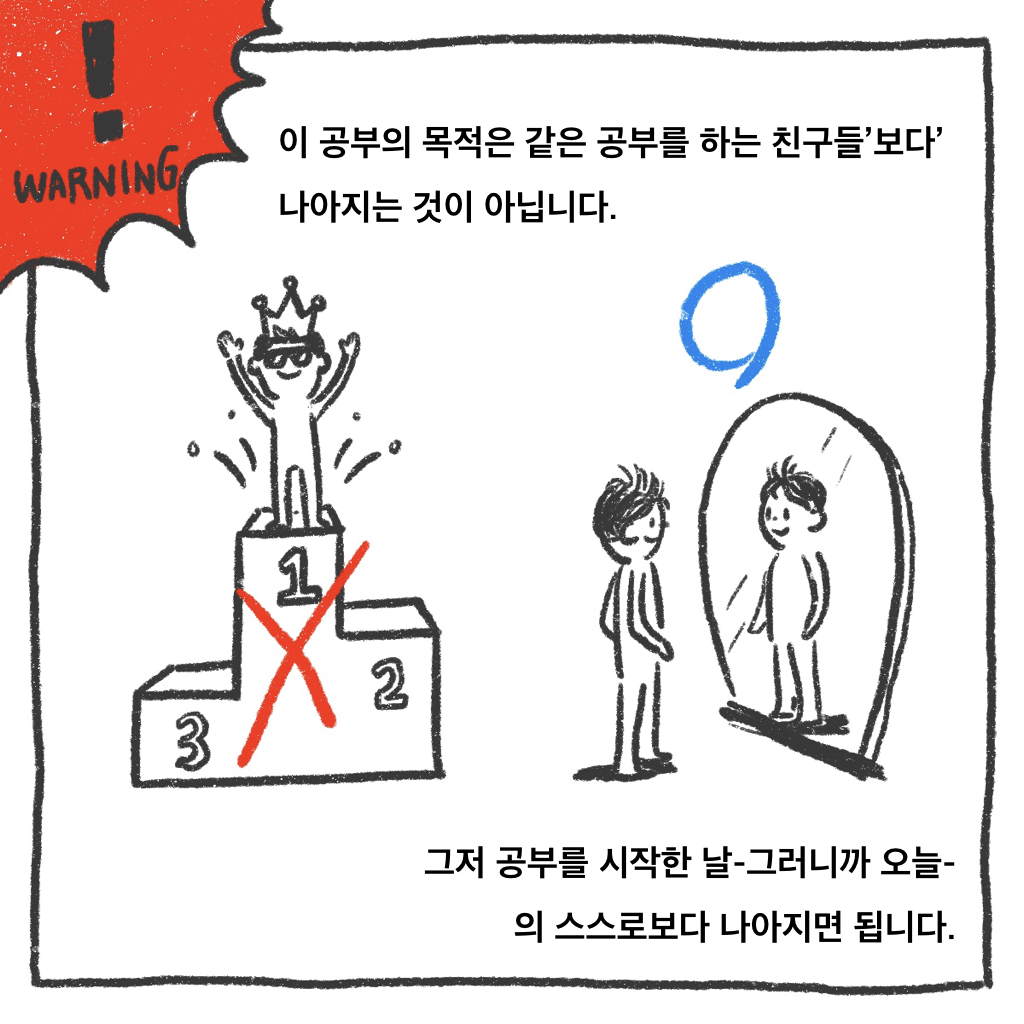 !
WARNING
이 공부의 목적은 같은 공부를 하는 친구들’보다’
나아지는 것이 아닙니다.
1
2
3
그저 공부를 시작한 날-그러니까 오늘-
의 스스로보다 나아지면 됩니다.